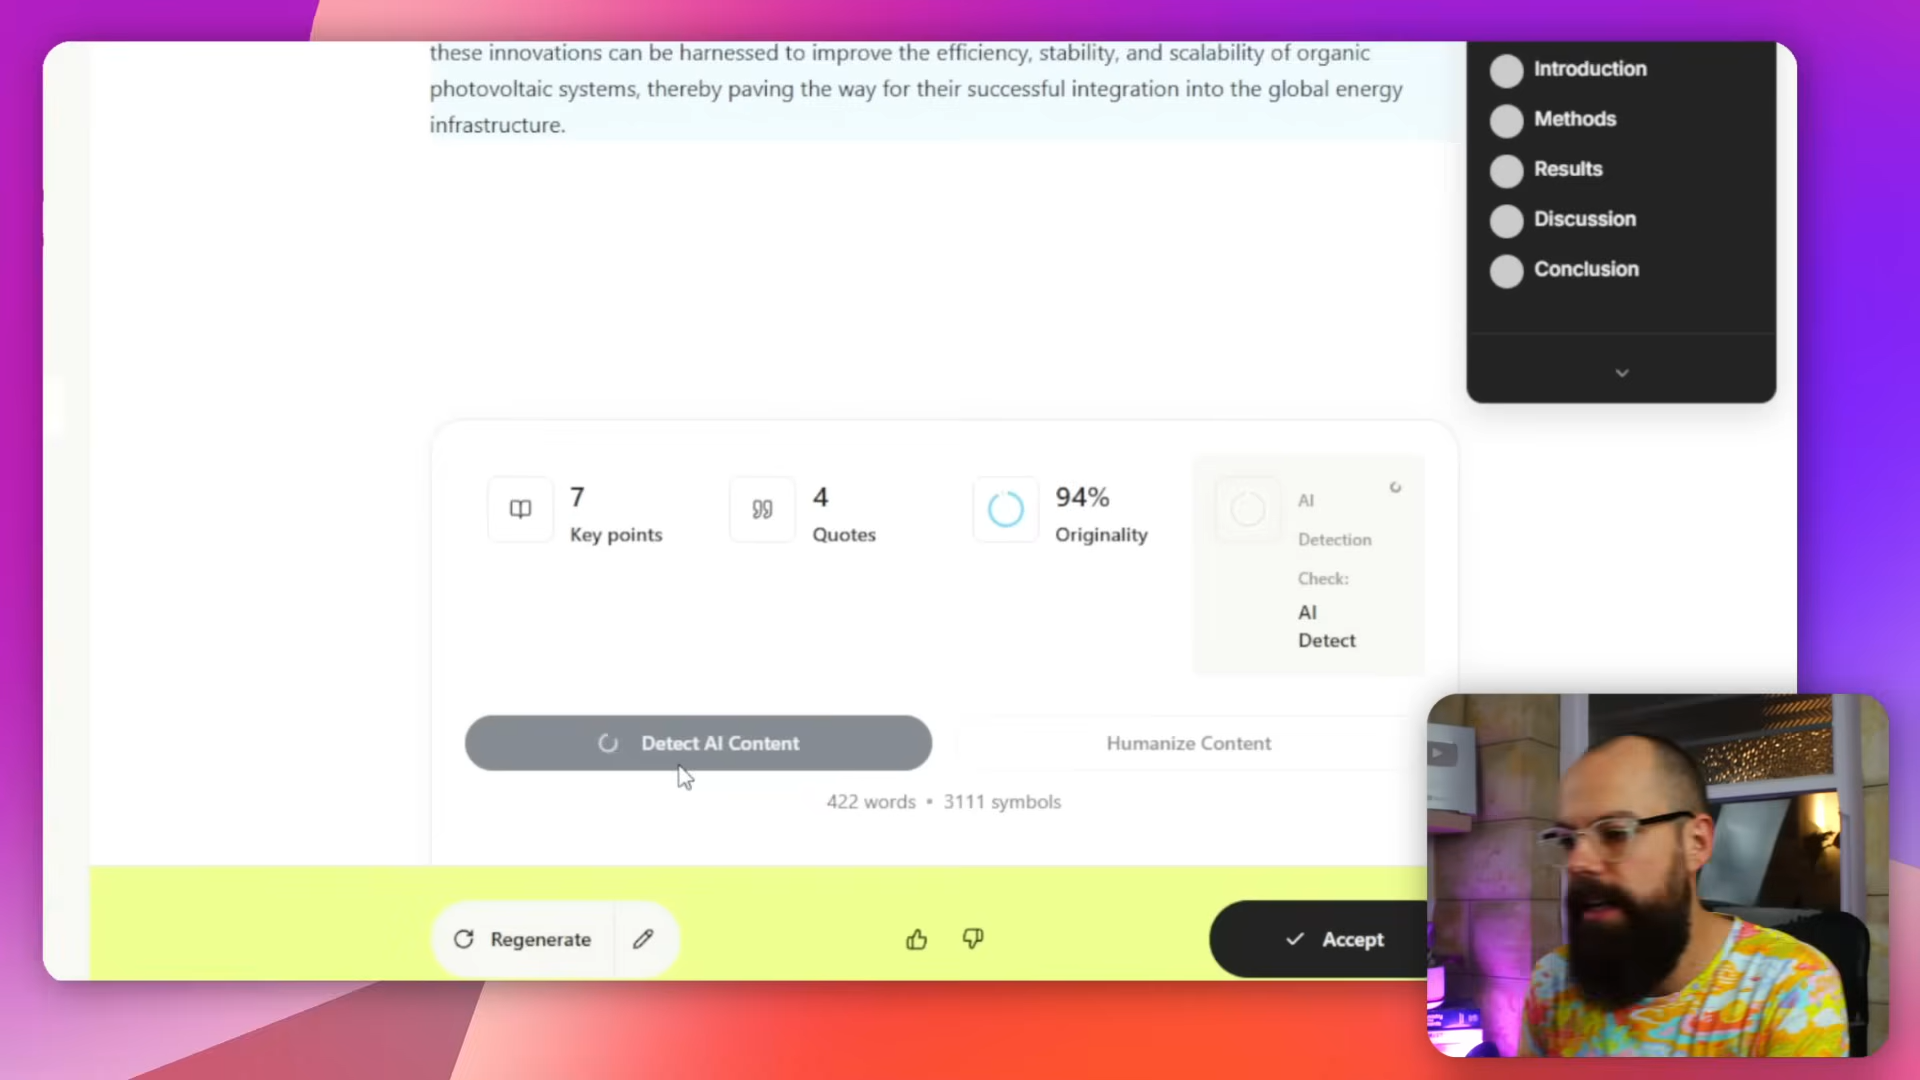 these innovations can be harnessed to improve the efficiency, stability, and scalability of organic
photovoltaic systems, thereby paving the way for their successful integration into the global energy
infrastructure.
Introduction
Methods
Results
Discussion
Conclusion
7
Key points
4
Quotes
94%
Originality
AI
Detection
Check:
AI
Detect
Detect AI Content
Humanize Content
422 words • 3111 symbols
Regenerate
Accept